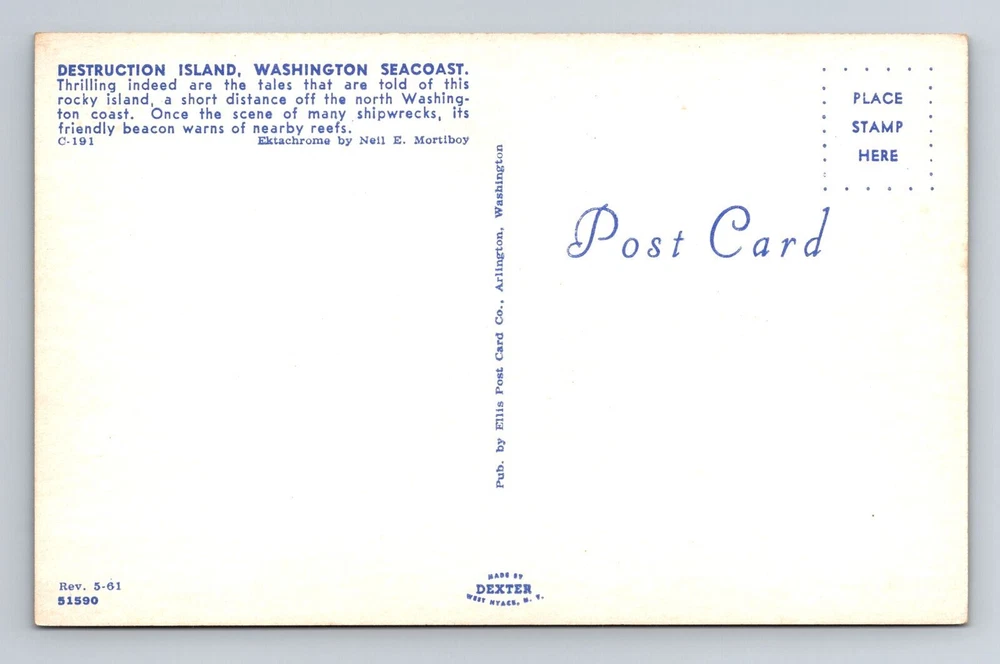 DESTRUCTION ISLAND, WASHINGTON SEACOAST.
Thrilling indeed are the tales that are told of this
rocky island, a short distance off the north Washing-
ton coast. Once the scene of many shipwrecks, its
friendly beacon warns of nearby reefs.
C-191 Ektachrome by Neil E. Mortiboy
Pub. by Ellis Post Card Co., Arlington, Washington
PLACE
STAMP
HERE
Post Card
Rev. 5-61
51590
MADE BY
DEXTER
WEST NYACK, N. Y.